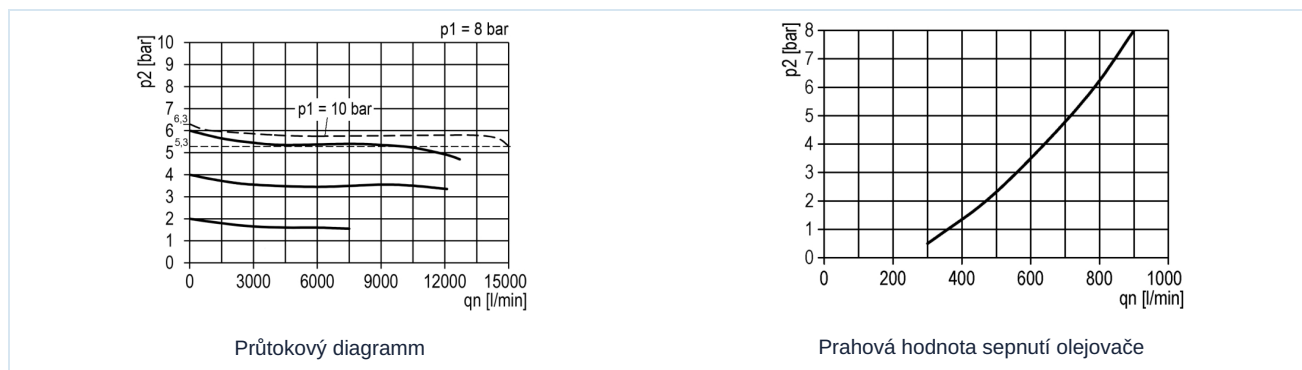 p1 = 8 bar
p2 [bar]
10
9
8
7
6,3
6
5,3
5
4
3
2
1
0
p1 = 10 bar
0 3000 6000 9000 12000 15000
qn [l/min]
Průtokový diagramm
p2 [bar]
8
7
6
5
4
3
2
1
0
0 200 400 600 800 1000
qn [l/min]
Prahová hodnota sepnutí olejovače